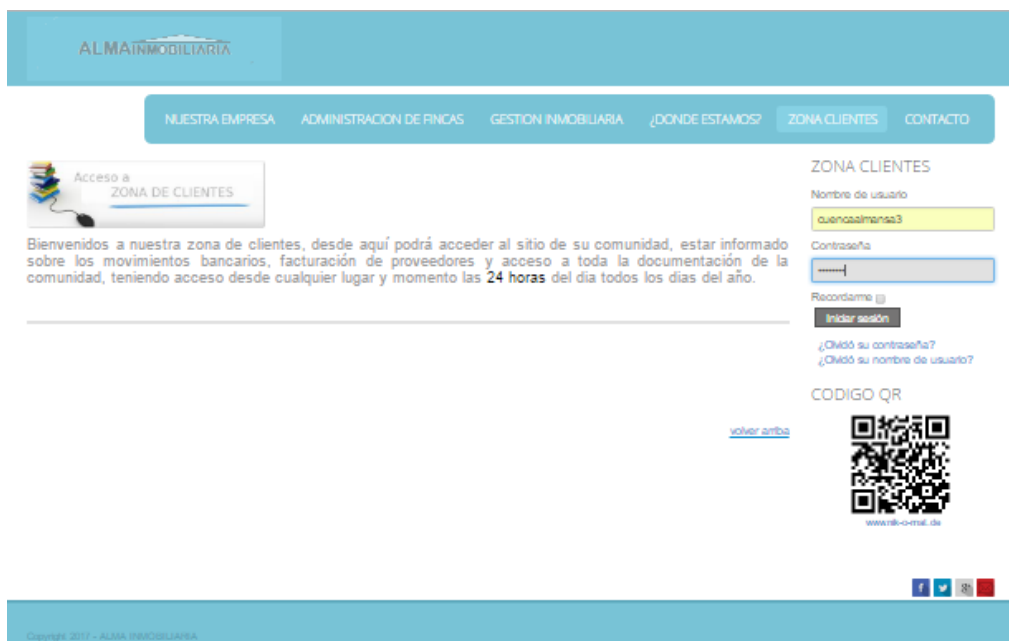 ALMAINMOBILIARIA
NUESTRA EMPRESA ADMINISTRACION DE FINCAS GESTION INMOBILIARIA ¿DONDE ESTAMOS? ZONA CLIENTES CONTACTO
Acceso a
ZONA DE CLIENTES
Bienvenidos a nuestra zona de clientes, desde aquí podrá acceder al sitio de su comunidad, estar informado
sobre los movimientos bancarios, facturación de proveedores y acceso a toda la documentación de la
comunidad, teniendo acceso desde cualquier lugar y momento las 24 horas del dia todos los dias del año.
volver arriba
ZONA CLIENTES
Nombre de usuario
cuencaalmansa3
Contraseña
Recordarme
Iniciar sesión
¿Olvidó su contraseña?
¿Olvidó su nombre de usuario?
CODIGO QR
www.nik-o-mat.de
Copyright 2017 - ALMA INMOBILIARIA